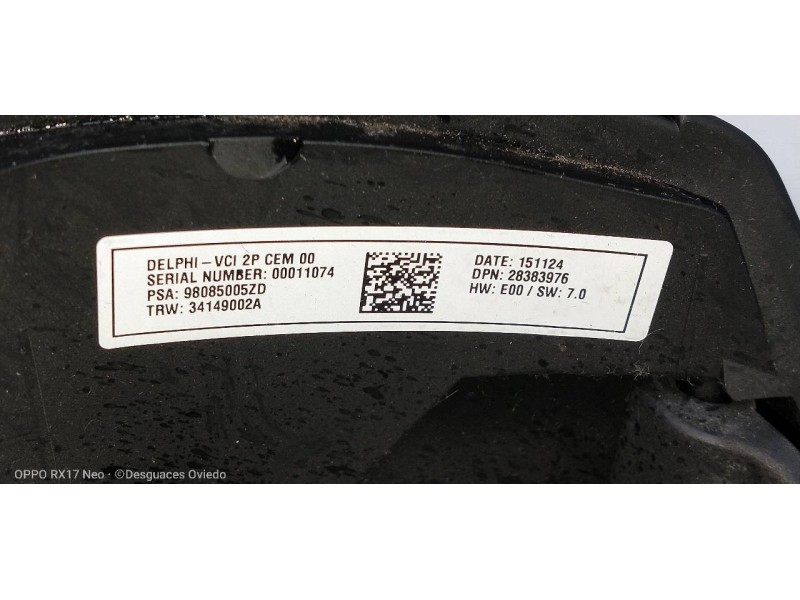 DELPHI – VCI 2P CEM 00
SERIAL NUMBER: 00011074
PSA: 98085005ZD
TRW: 34149002A
DATE: 151124
DPN: 28383976
HW: E00 / SW: 7.0
OPPO RX17 Neo · ©Desguaces Oviedo